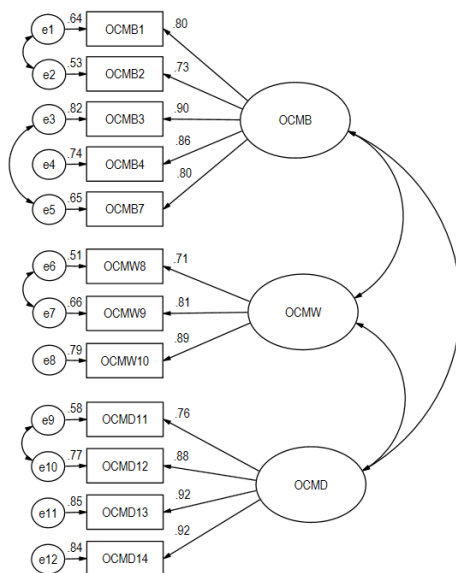 e1 .64 OCMB1 .80
e2 .53 OCMB2 .73
e3 .82 OCMB3 .90
OCMB
e4 .74 OCMB4 .86
e5 .65 OCMB7 .80
e6 .51 OCMW8 .71
e7 .66 OCMW9 .81
OCMW
e8 .79 OCMW10 .89
e9 .58 OCMD11 .76
e10 .77 OCMD12 .88
OCMD
e11 .85 OCMD13 .92
e12 .84 OCMD14 .92